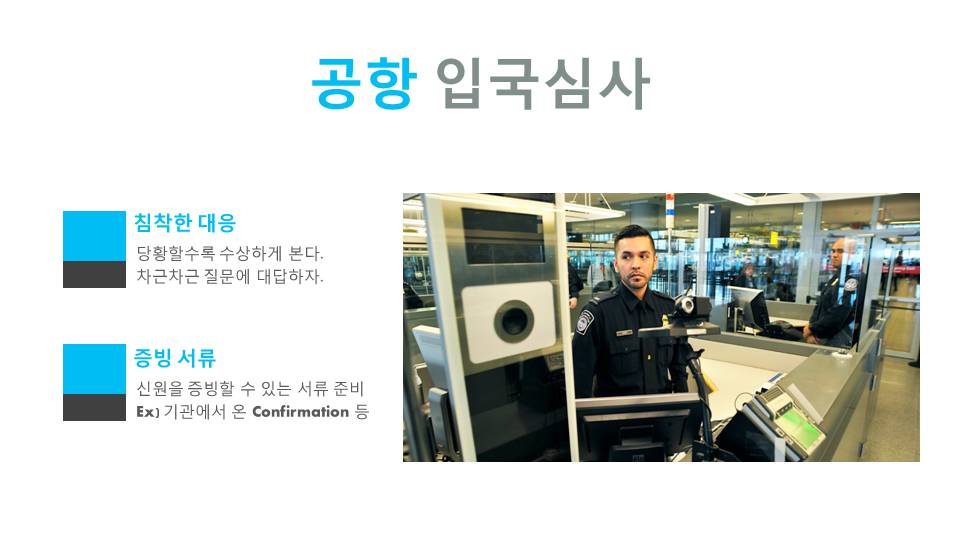 공항 입국심사
침착한 대응
당황할수록 수상하게 본다.
차근차근 질문에 대답하자.
증빙 서류
신원을 증빙할 수 있는 서류 준비
Ex) 기관에서 온 Confirmation 등